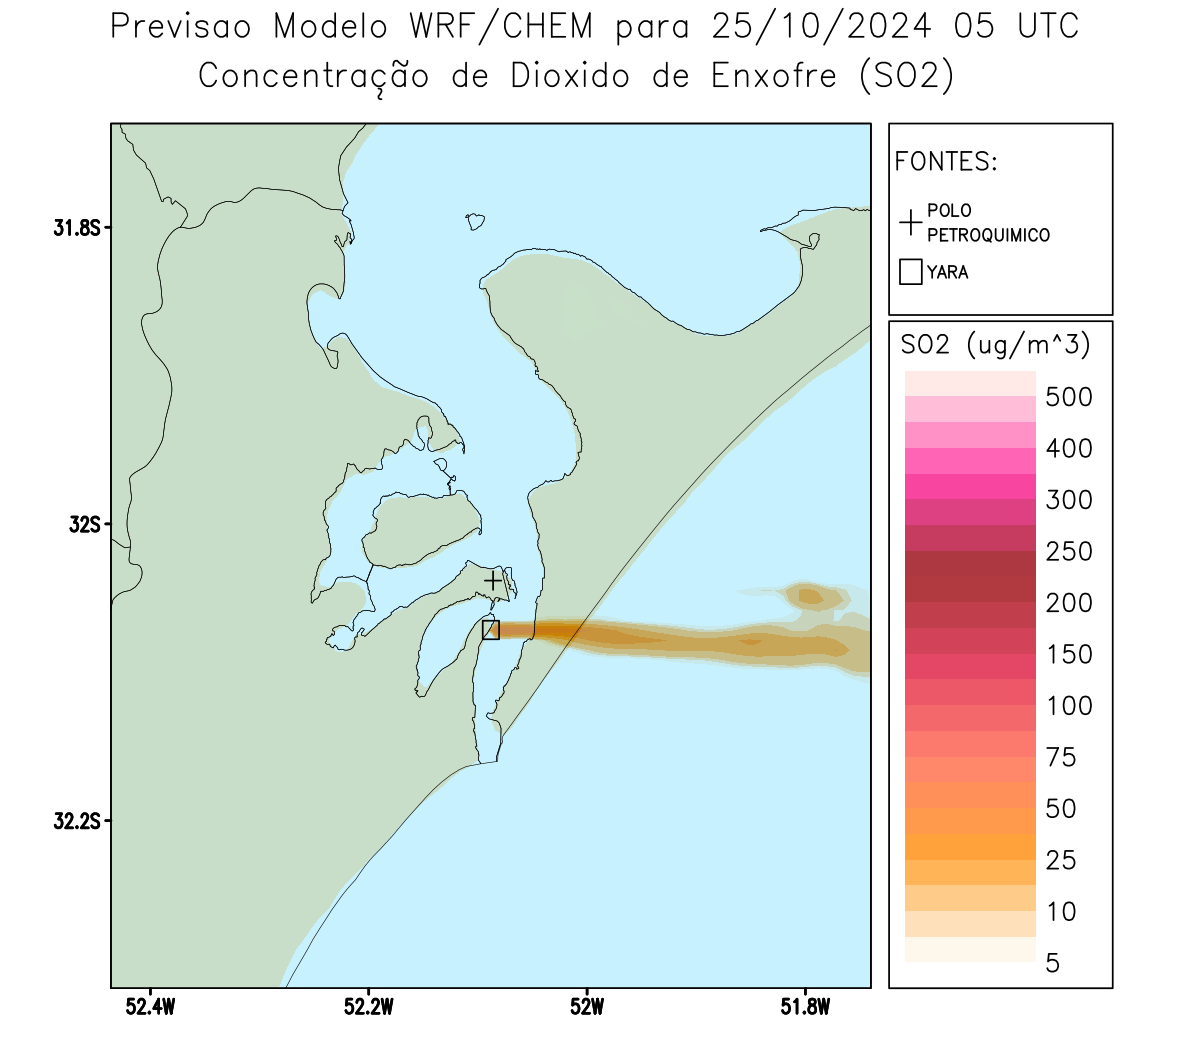 Previsao Modelo WRF/CHEM para 25/10/2024 05 UTC
Concentração de Dioxido de Enxofre (SO2)
FONTES:
POLO
PETROQUIMICO
YARA
SO2 (ug/m^3)
500
400
300
250
200
150
100
75
50
25
10
5
31.8S
32S
32.2S
52.4W
52.2W
52W
51.8W